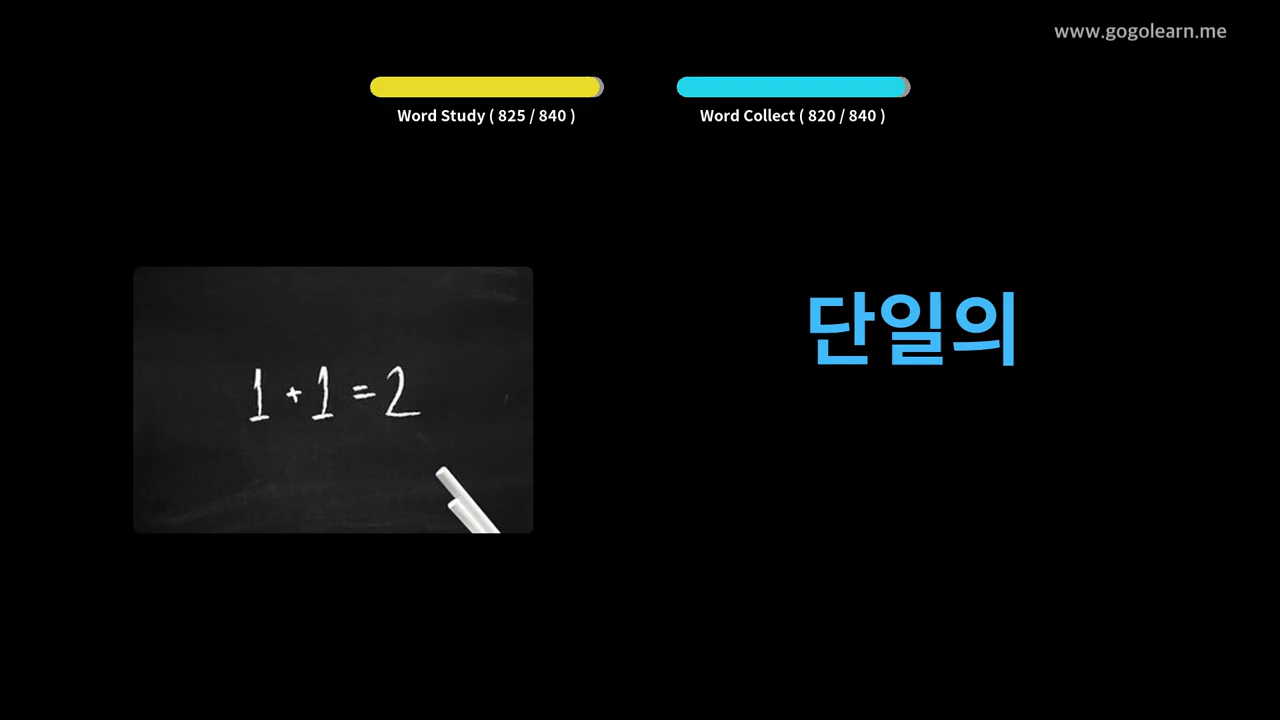 www.gogolearn.me
Word Study ( 825 / 840 )
Word Collect ( 820 / 840 )
1 + 1 = 2
단일의